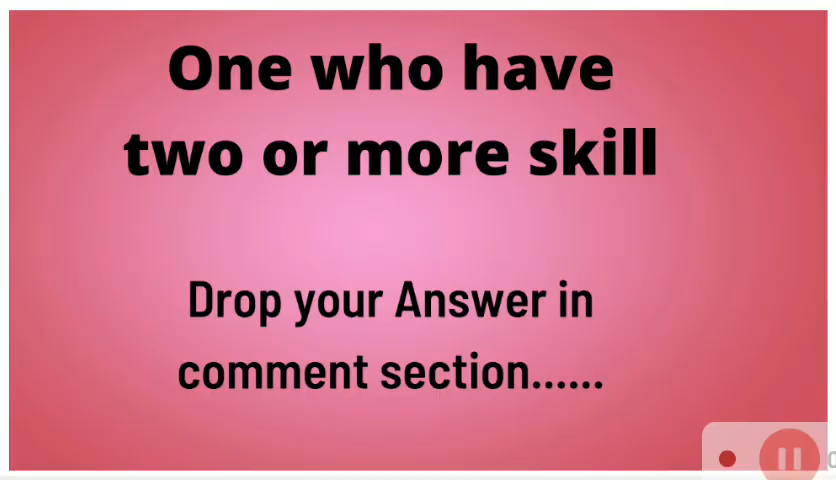 One who have
two or more skill
Drop your Answer in
comment section......